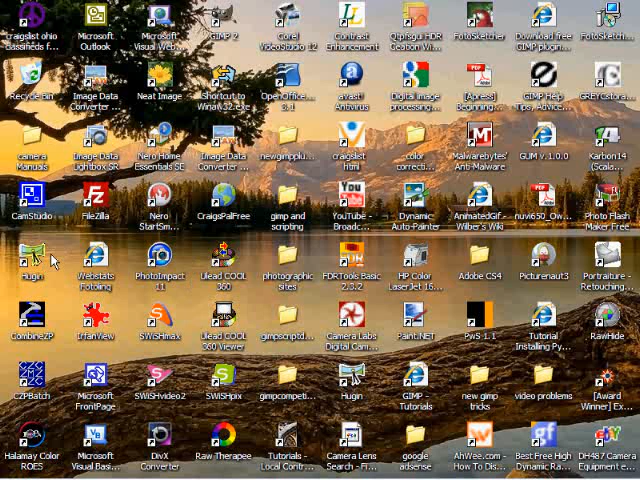 craigslist ohio
classifieds f...
Microsoft
Outlook
Microsoft
Visual Web...
GIMP 2
Corel
VideoStudio 12
Contrast
Enhancement
Qtpfsgui HDR
Creation Wi...
FotoSketcher
Download free
GIMP plugin...
FotoSketch...
Recycle Bin
Image Data
Converter ...
Neat Image
Shortcut to
Winaw32.exe
OpenOffice...
3.1
avast
Antivirus
Digital image
processing...
[Apress]
Beginning...
GIMP Help
Tips, Advice...
GREYCstora...
camera
Manuals
Image Data
Lightbox SR
Nero Home
Essentials SE
Image Data
Converter ...
newgimpplu...
craigslist
html
color
correcti...
Malwarebytes'
Anti-Malware
GUM v.1.0.0
Karbon14
(Scala...
CamStudio
FileZilla
Nero
StartSm...
CraigsPalFree
gimp and
scripting
YouTube -
Broadc...
Dynamic
Auto-Painter
AnimatedGif...
Wilber's Wiki
nuvi650_Ow...
Photo Flash
Maker Free
Hugin
Webstats
Fotoiing
PhotoImpact
11
Ulead COOL
360
photographic
sites
FDRTools Basic
2.3.2
HP Color
LaserJet 16...
Adobe CS4
Picturenaut3
Portraiture -
Retouching...
CombineZP
IrfanView
SWiSHmax
Ulead COOL
360 Viewer
gimpscriptd...
Camera Labs
Digital Cam...
Paint.NET
PwS 1.1
Tutorial
Installing Py...
RawHide
CZPBatch
Microsoft
FrontPage
SWiSHvideo2
SWiSHpix
gimpcompeti...
Hugin
GIMP -
Tutorials
new gimp
tricks
video problems
[Award
Winner] Ex...
Halamay Color
ROES
Microsoft
Visual Basi...
DivX
Converter
Raw Therapee
Tutorials -
Local Contr...
Camera Lens
Search - Fi...
google
adsense
AhWee.com -
How To Dis...
Best Free High
Dynamic Ra...
DH487 Camera
Equipment e...